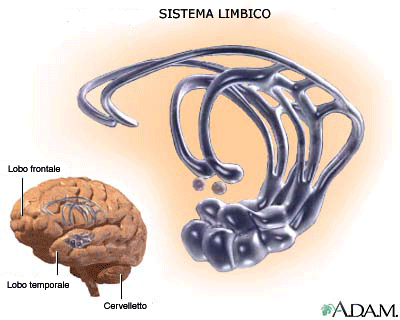 SISTEMA LIMBICO
Lobo frontale
Lobo temporale
Cervelletto
A.D.A.M.